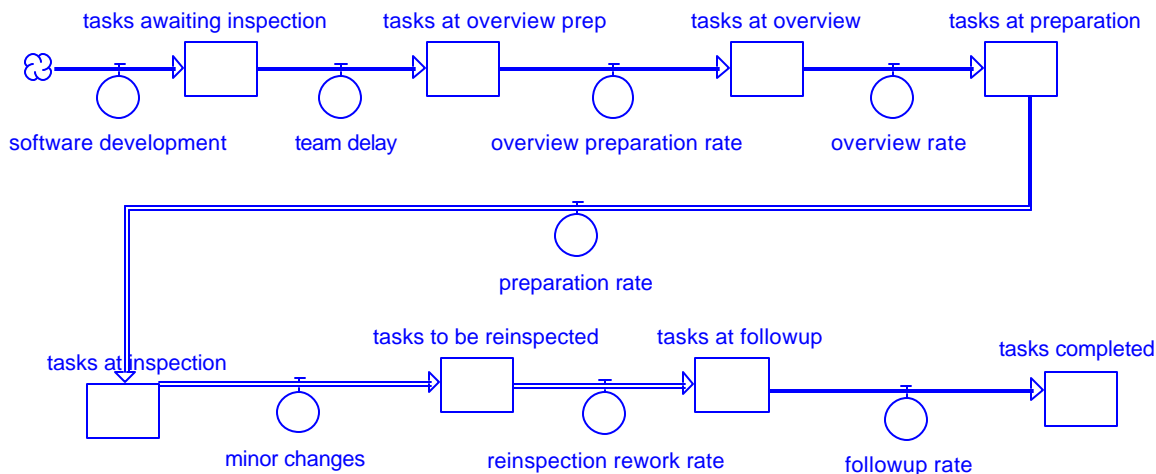 tasks awaiting inspection
tasks at overview prep
tasks at overview
tasks at preparation
software development
team delay
overview preparation rate
overview rate
preparation rate
tasks at inspection
tasks to be reinspected
tasks at followup
tasks completed
minor changes
reinspection rework rate
followup rate